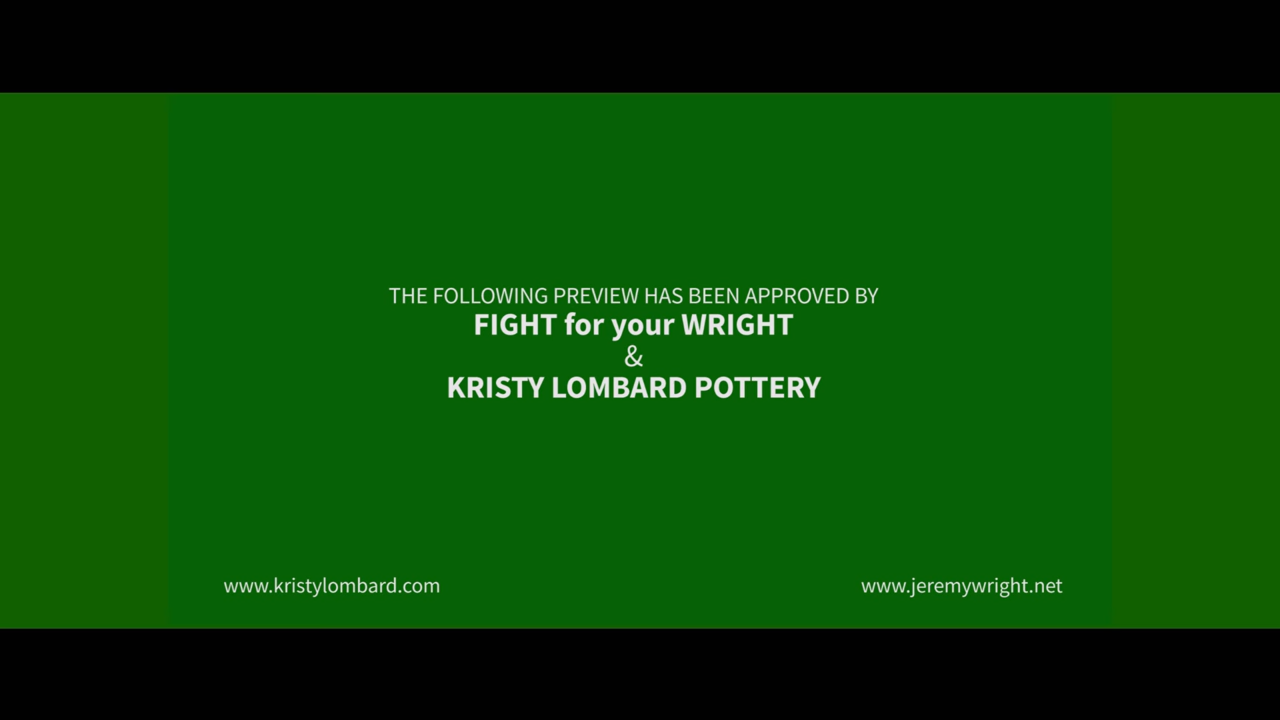 THE FOLLOWING PREVIEW HAS BEEN APPROVED BY
FIGHT for your WRIGHT
&
KRISTY LOMBARD POTTERY
www.kristylombard.com
www.jeremywright.net